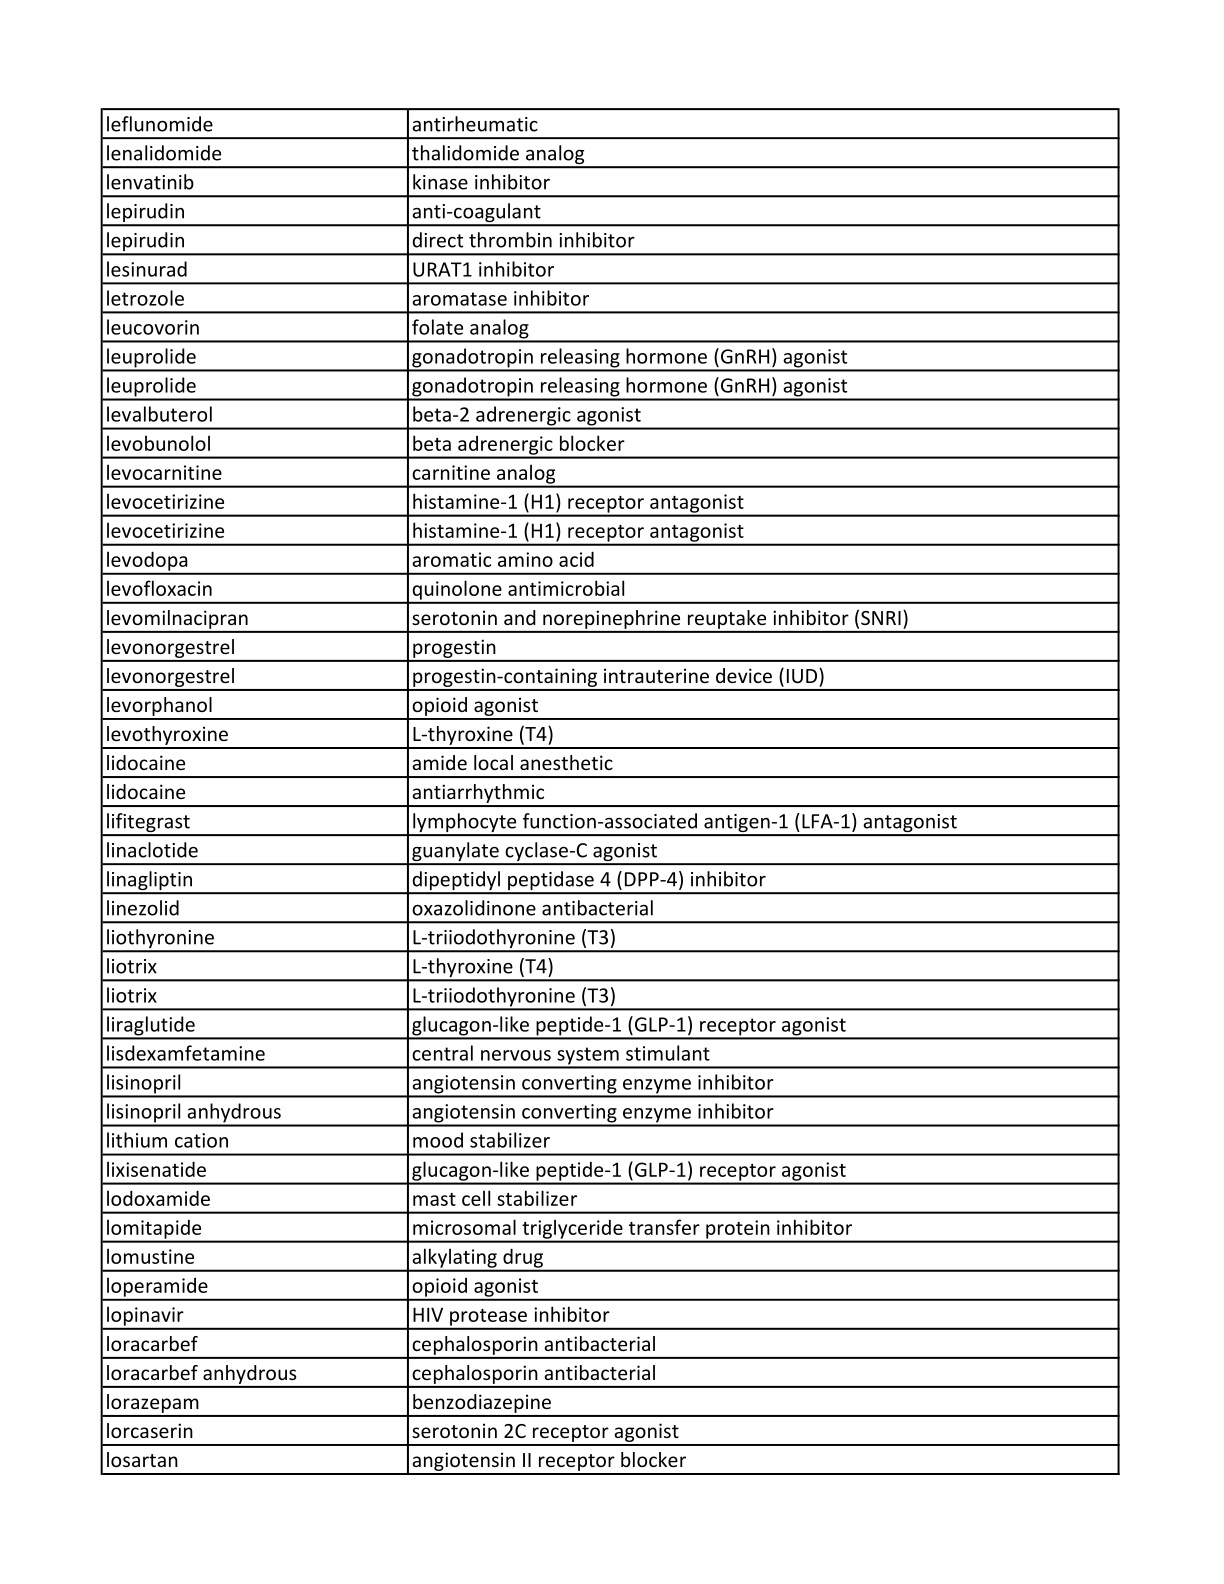 leflunomide antirheumatic
lenalidomide thalidomide analog
lenvatinib kinase inhibitor
lepirudin anti-coagulant
lepirudin direct thrombin inhibitor
lesinurad URAT1 inhibitor
letrozole aromatase inhibitor
leucovorin folate analog
leuprolide gonadotropin releasing hormone (GnRH) agonist
leuprolide gonadotropin releasing hormone (GnRH) agonist
levalbuterol beta-2 adrenergic agonist
levobunolol beta adrenergic blocker
levocarnitine carnitine analog
levocetirizine histamine-1 (H1) receptor antagonist
levocetirizine histamine-1 (H1) receptor antagonist
levodopa aromatic amino acid
levofloxacin quinolone antimicrobial
levomilnacipran serotonin and norepinephrine reuptake inhibitor (SNRI)
levonorgestrel progestin
levonorgestrel progestin-containing intrauterine device (IUD)
levorphanol opioid agonist
levothyroxine L-thyroxine (T4)
lidocaine amide local anesthetic
lidocaine antiarrhythmic
lifitegrast lymphocyte function-associated antigen-1 (LFA-1) antagonist
linaclotide guanylate cyclase-C agonist
linagliptin dipeptidyl peptidase 4 (DPP-4) inhibitor
linezolid oxazolidinone antibacterial
liothyronine L-triiodothyronine (T3)
liotrix L-thyroxine (T4)
liotrix L-triiodothyronine (T3)
liraglutide glucagon-like peptide-1 (GLP-1) receptor agonist
lisdexamfetamine central nervous system stimulant
lisinopril angiotensin converting enzyme inhibitor
lisinopril anhydrous angiotensin converting enzyme inhibitor
lithium cation mood stabilizer
lixisenatide glucagon-like peptide-1 (GLP-1) receptor agonist
lodoxamide mast cell stabilizer
lomitapide microsomal triglyceride transfer protein inhibitor
lomustine alkylating drug
loperamide opioid agonist
lopinavir HIV protease inhibitor
loracarbef cephalosporin antibacterial
loracarbef anhydrous cephalosporin antibacterial
lorazepam benzodiazepine
lorcaserin serotonin 2C receptor agonist
losartan angiotensin II receptor blocker